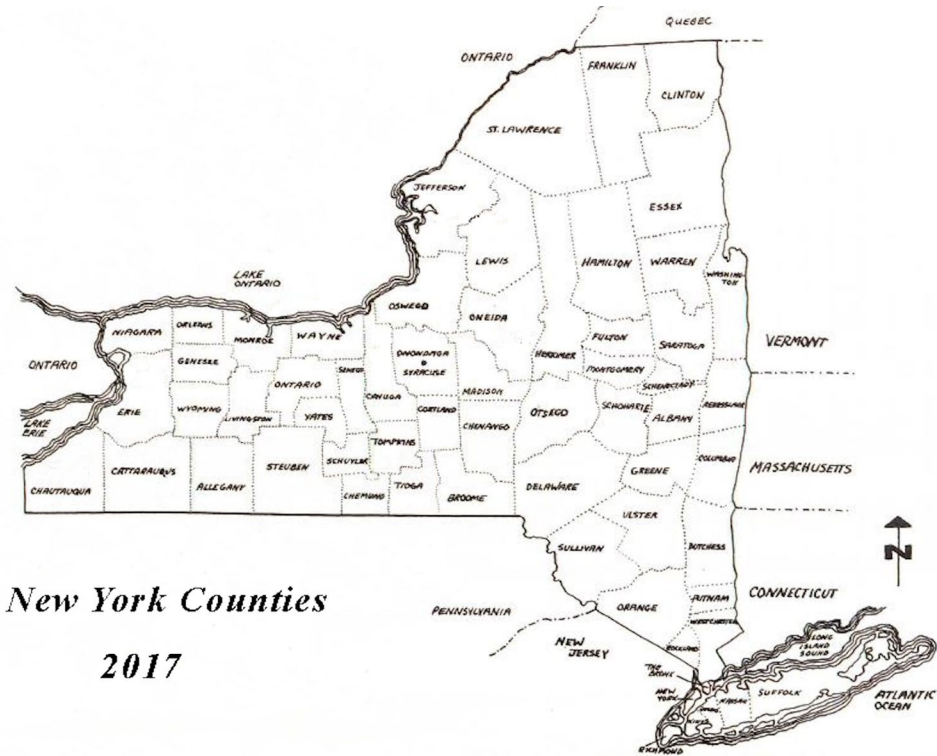 QUEBEC
ONTARIO
FRANKLIN
CLINTON
ST. LAWRENCE
JEFFERSON
ESSEX
LEWIS
HAMILTON
WARREN
WASHING-
TON
LAKE
ONTARIO
OSWEGO
ONEIDA
NIAGARA
ORLEANS
MONROE
WAYNE
HERKIMER
FULTON
SARATOGA
VERMONT
ONTARIO
GENESEE
ONTARIO
SENECA
CAYUGA
ONONDAGA
SYRACUSE
MADISON
MONTGOMERY
SCHENECTADY
LAKE
ERIE
ERIE
WYOMING
LIVINGSTON
YATES
CORTLAND
CHENANGO
OTSEGO
SCHOHARIE
ALBANY
RENSSELAER
CHAUTAUQUA
CATTARAUQUS
ALLEGANY
STEUBEN
SCHUYLER
TOMPKINS
CHEMUNG
TIOGA
BROOME
DELAWARE
GREENE
COLUMBIA
MASSACHUSETTS
ULSTER
SULLIVAN
DUTCHESS
N
New York Counties
2017
PENNSYLVANIA
NEW
JERSEY
ORANGE
PUTNAM
WESTCHESTER
CONNECTICUT
ROCKLAND
LONG
ISLAND
SOUND
THE
BRONX
NEW
YORK
NASSAU
SUFFOLK
KINGS
RICHMOND
ATLANTIC
OCEAN